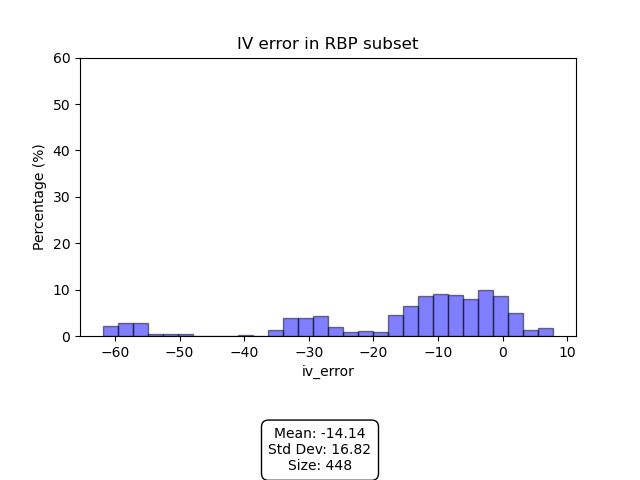 IV error in RBP subset
60
50
40
30
20
10
0
Percentage (%)
−60 −50 −40 −30 −20 −10 0 10
iv_error
Mean: -14.14
Std Dev: 16.82
Size: 448